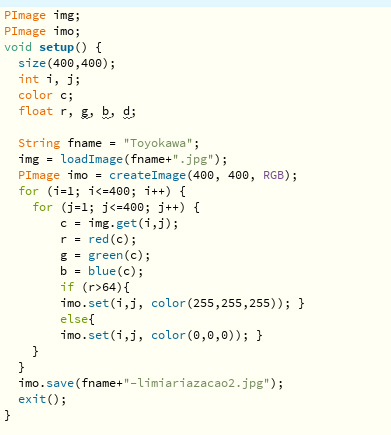 PImage img;
PImage imo;
void setup() {
  size(400,400);
  int i, j;
  color c;
  float r, g, b, d;

  String fname = "Toyokawa";
  img = loadImage(fname+".jpg");
  PImage imo = createImage(400, 400, RGB);
  for (i=1; i<=400; i++) {
    for (j=1; j<=400; j++) {
        c = img.get(i,j);
        r = red(c);
        g = green(c);
        b = blue(c);
        if (r>64){
        imo.set(i,j, color(255,255,255)); }
        else{
        imo.set(i,j, color(0,0,0)); }
    }
  }
  imo.save(fname+"-limiariazacao2.jpg");
  exit();
}